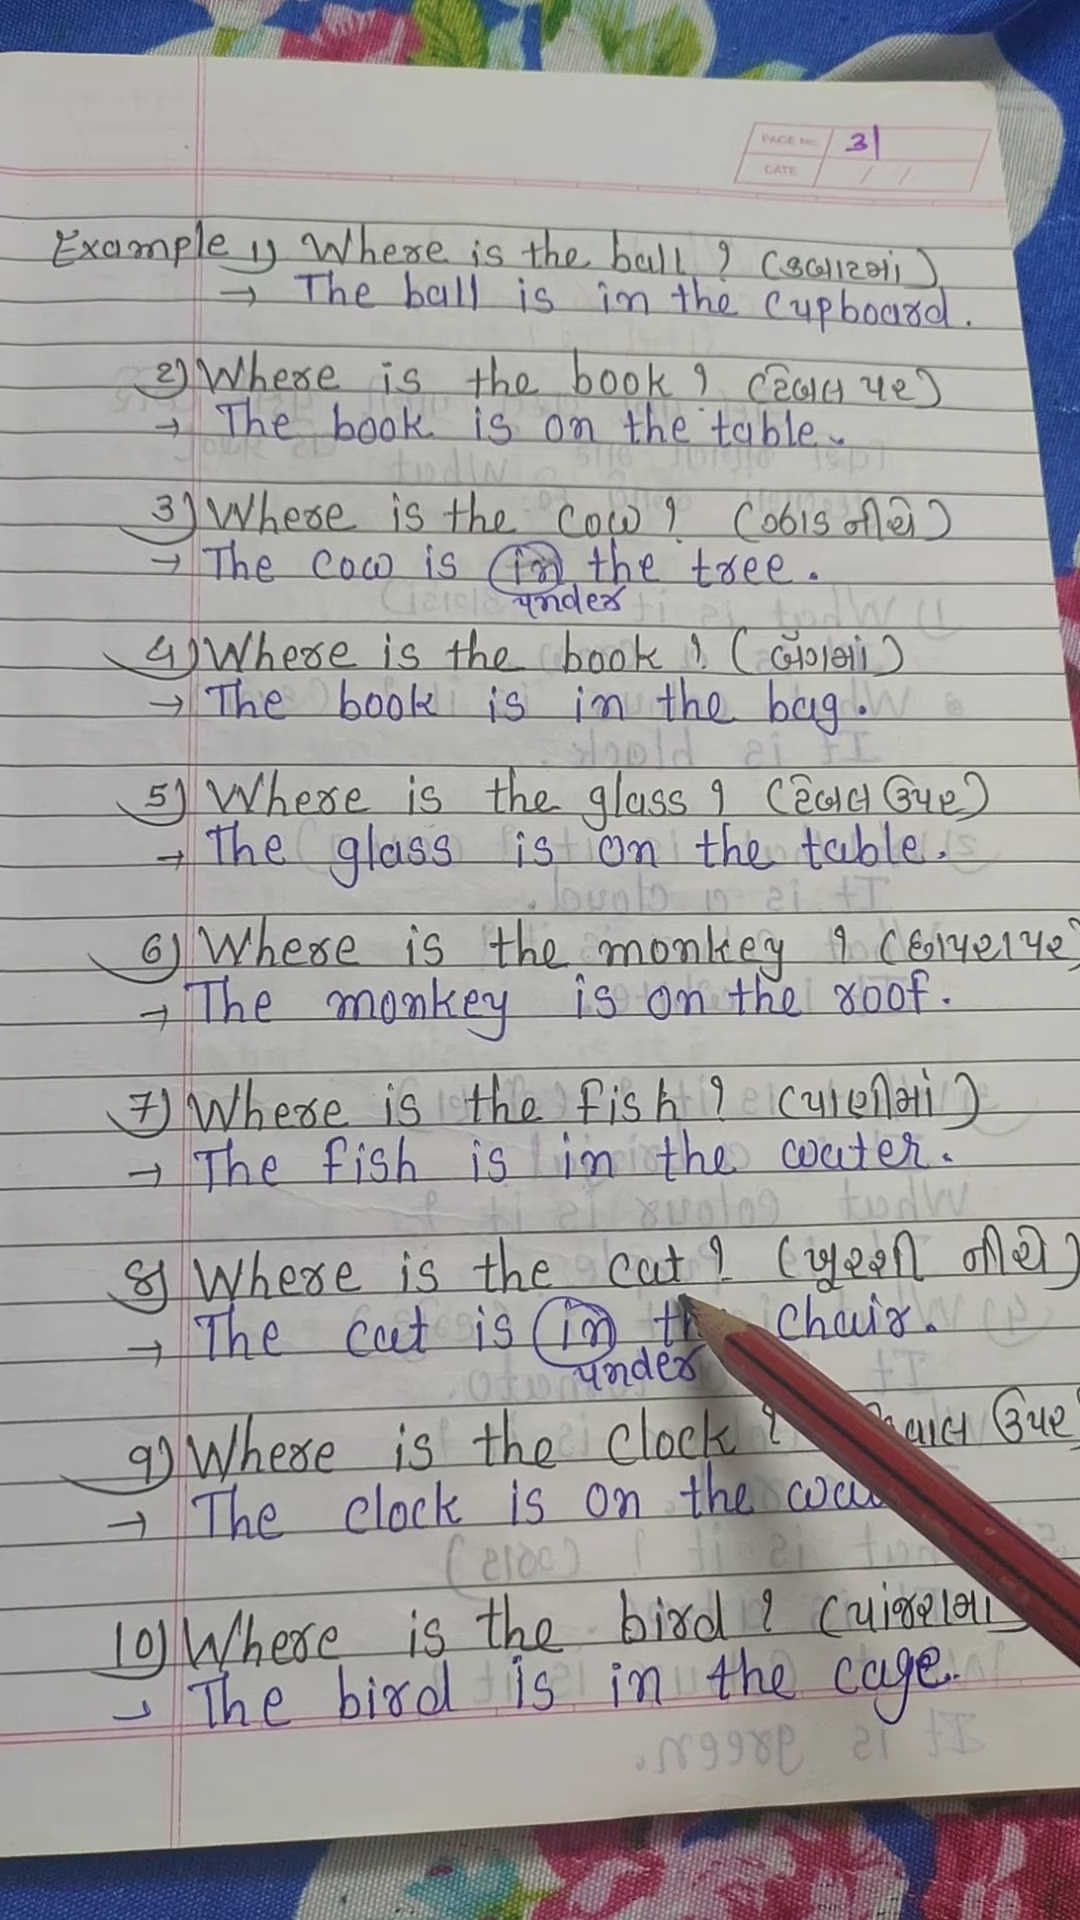 PAGE NO. 31
DATE / /
Example 1) Where is the ball ? (કબાટમાં)
→ The ball is in the cupboard.
2) Where is the book ? (ટેબલ પર)
→ The book is on the table.
3) Where is the cow ? (ઝાડ નીચે)
→ The cow is in the tree.
under
4) Where is the book ? (બેગમાં)
→ The book is in the bag.
5) Where is the glass ? (ટેબલ ઉપર)
→ The glass is on the table.
6) Where is the monkey ? (છાપરાપર)
→ The monkey is on the roof.
7) Where is the fish ? (પાણીમાં)
→ The fish is in the water.
8) Where is the cat ? (ખુરશી નીચે)
→ The cat is in chair.
under
9) Where is the clock ? ઉપર
→ The clock is on the
10) Where is the bird ? (પાંજરામાં
→ The bird is in the cage.